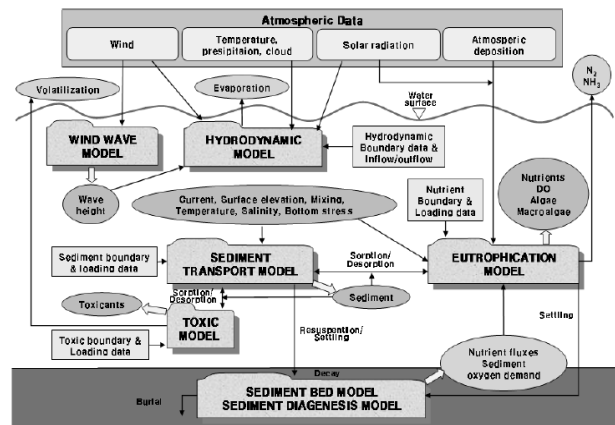 Atmospheric Data
Wind
Temperature,
presipitaion, cloud
Solar radiation
Atmosperic
deposition
Volatilization
Evaporation
Water
surface
N2
NH3
WIND WAVE
MODEL
HYDRODYNAMIC
MODEL
Hydrodynamic
Boundary data &
Inflow/outflow
Wave
height
Current, Surface elevation, Mixing,
Temperature, Salinity, Bottom stress
Nutrient
Boundary &
Loading data
Nutrients
DO
Algae
Macroalgae
Sediment boundary
& loading data
SEDIMENT
TRANSPORT MODEL
Sorption/
Desorption
EUTROPHICATION
MODEL
Sorption/
Desorption
Sediment
Toxicants
TOXIC
MODEL
Toxic boundary &
Loading data
Resuspention/
Settling
Settling
Nutrient fluxes
Sediment
oxygen demand
Decay
SEDIMENT BED MODEL
SEDIMENT DIAGENESIS MODEL
Burial